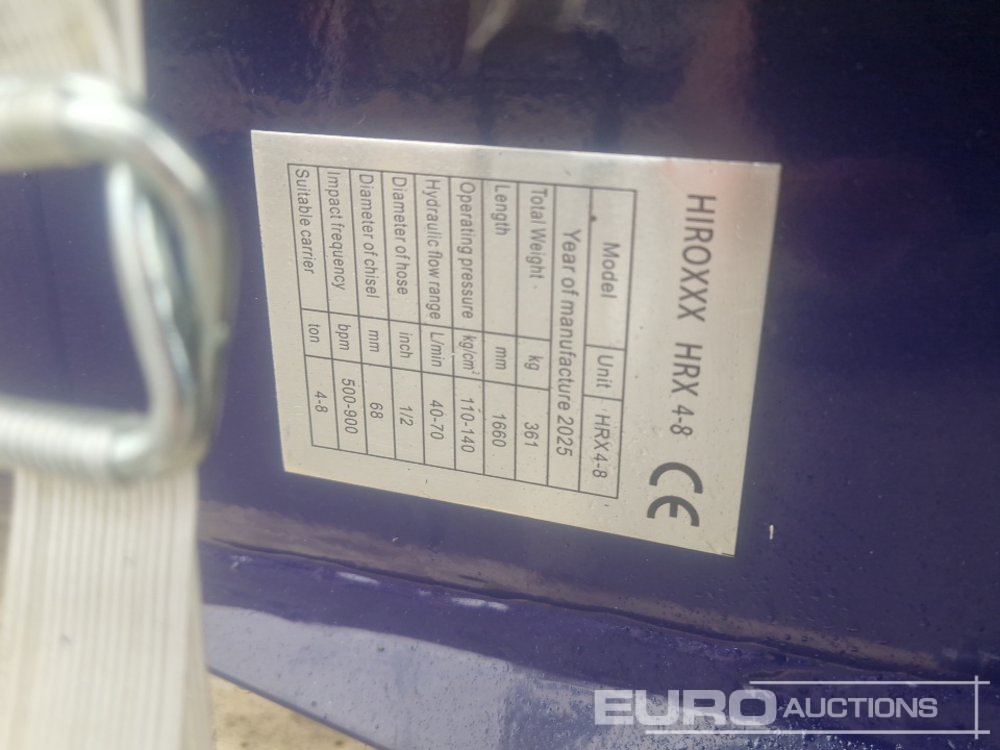 HIROXXX HRX 4-8 CE
Model Unit HRX4-8
Year of manufacture 2025
Total Weight kg 361
Length mm 1660
Operating pressure kg/cm² 110-140
Hydraulic flow range L/min 40-70
Diameter of hose inch 1/2
Diameter of chisel mm 68
Impact frequency bpm 500-900
Suitable carrier ton 4-8
EURO AUCTIONS